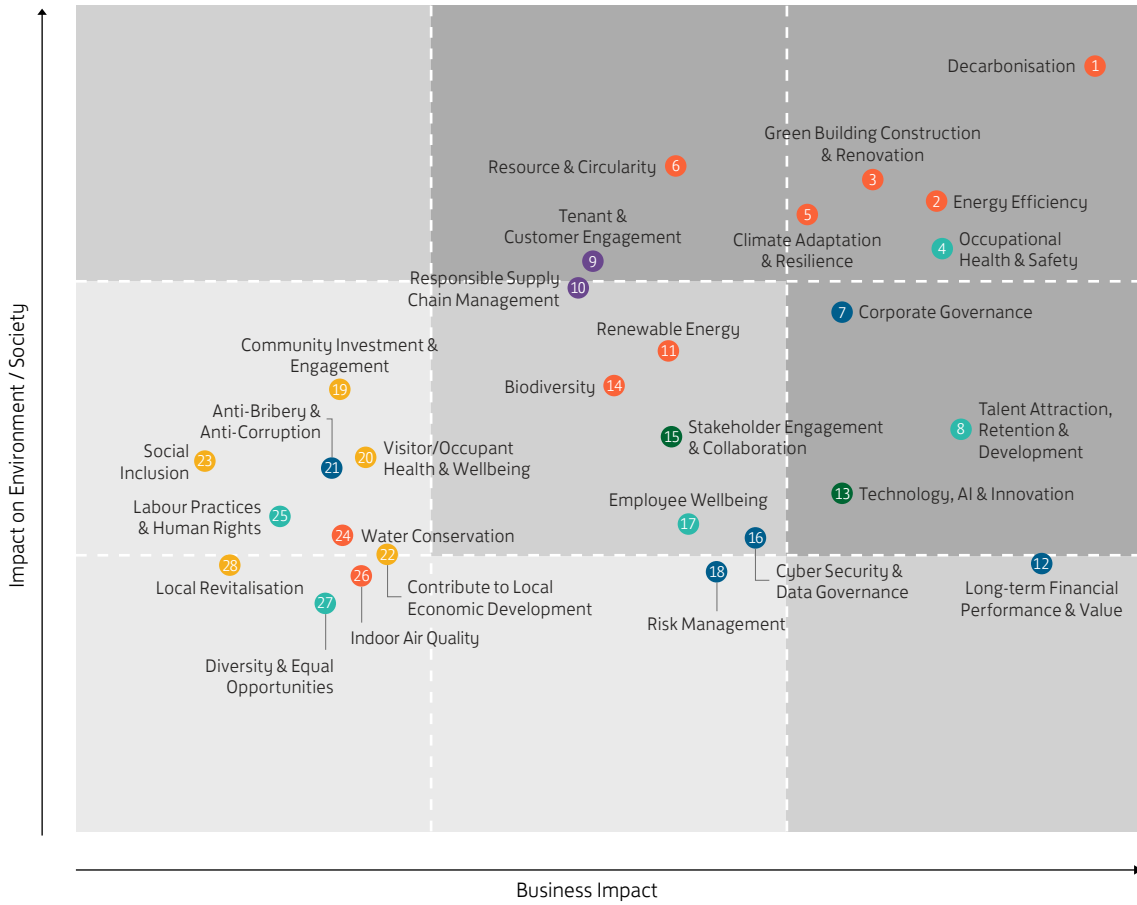 Impact on Environment / Society
Decarbonisation
1
Green Building Construction
& Renovation
3
Resource & Circularity
6
2
Energy Efficiency
5
Climate Adaptation
& Resilience
Tenant &
Customer Engagement
9
4
Occupational
Health & Safety
Responsible Supply
Chain Management
10
7
Corporate Governance
Renewable Energy
11
Community Investment &
Engagement
19
Biodiversity
14
Anti-Bribery &
Anti-Corruption
21
Stakeholder Engagement
& Collaboration
15
8
Talent Attraction,
Retention &
Development
Social
Inclusion
23
20
Visitor/Occupant
Health & Wellbeing
13
Technology, AI & Innovation
Labour Practices
& Human Rights
25
Employee Wellbeing
17
24
Water Conservation
16
Cyber Security &
Data Governance
22
Contribute to Local
Economic Development
28
Local Revitalisation
26
Indoor Air Quality
18
Risk Management
12
Long-term Financial
Performance & Value
27
Diversity & Equal
Opportunities
Business Impact